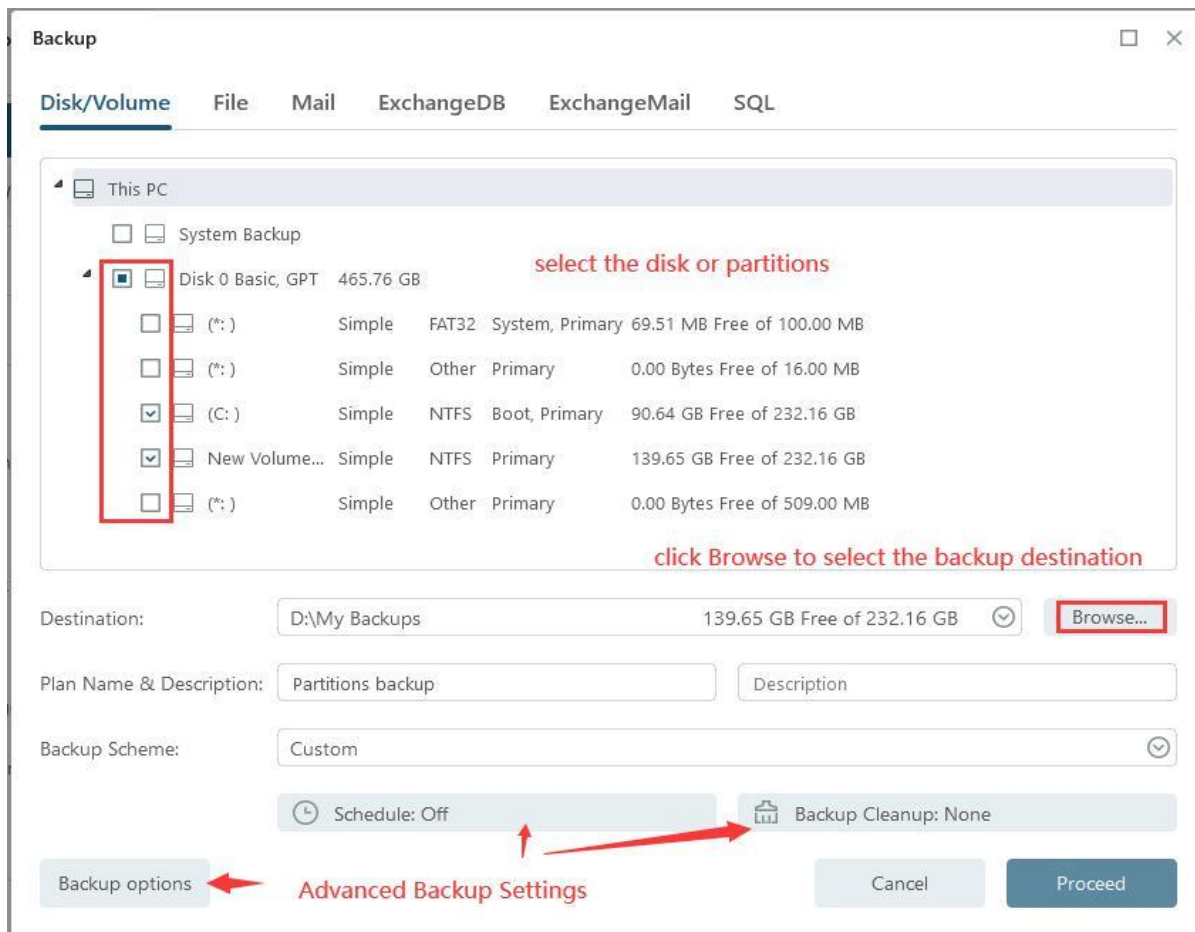 Backup
Disk/Volume File Mail ExchangeDB ExchangeMail SQL
This PC
System Backup
select the disk or partitions
Disk 0 Basic, GPT 465.76 GB
(*: ) Simple FAT32 System, Primary 69.51 MB Free of 100.00 MB
(*: ) Simple Other Primary 0.00 Bytes Free of 16.00 MB
(C: ) Simple NTFS Boot, Primary 90.64 GB Free of 232.16 GB
New Volume... Simple NTFS Primary 139.65 GB Free of 232.16 GB
(*: ) Simple Other Primary 0.00 Bytes Free of 509.00 MB
click Browse to select the backup destination
Destination: D:\My Backups 139.65 GB Free of 232.16 GB Browse...
Plan Name & Description: Partitions backup Description
Backup Scheme: Custom
Schedule: Off Backup Cleanup: None
Backup options Advanced Backup Settings Cancel Proceed